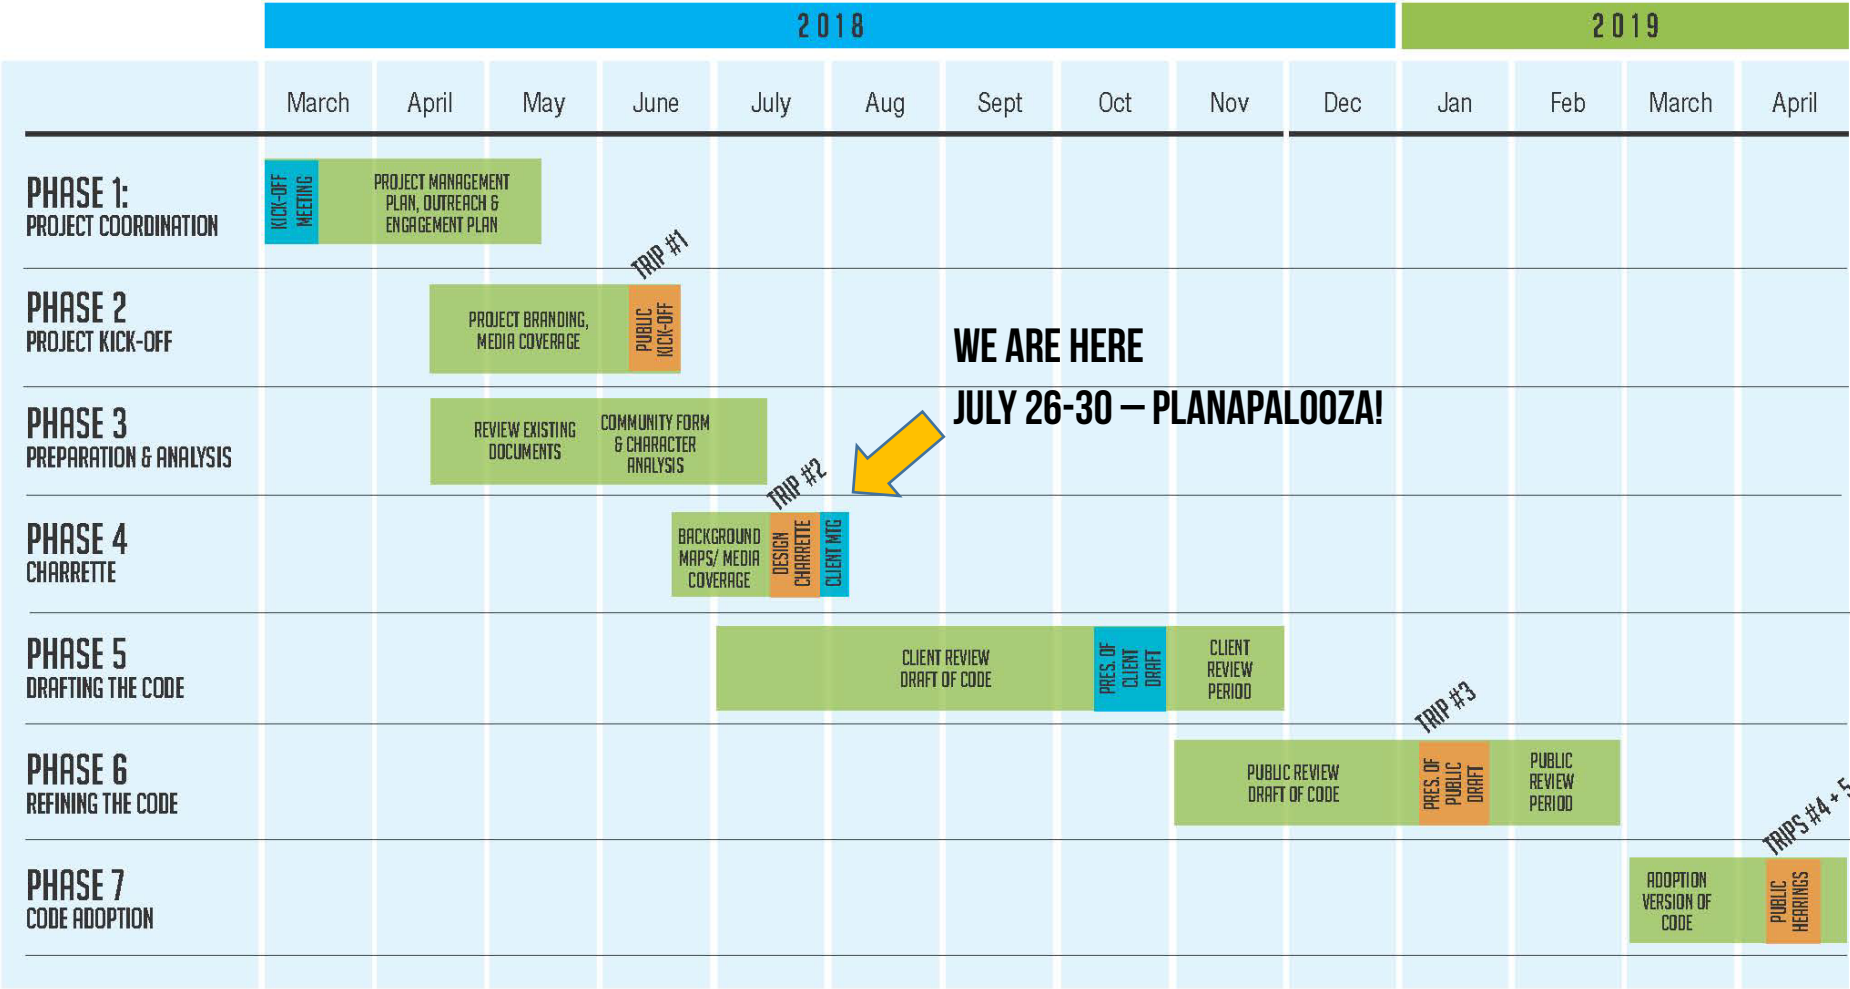 2018
2019
March
April
May
June
July
Aug
Sept
Oct
Nov
Dec
Jan
Feb
March
April
PHASE 1:
PROJECT COORDINATION
KICK-OFF
MEETING
PROJECT MANAGEMENT
PLAN, OUTREACH &
ENGAGEMENT PLAN
TRIP #1
PHASE 2
PROJECT KICK-OFF
PROJECT BRANDING,
MEDIA COVERAGE
PUBLIC
KICK-OFF
WE ARE HERE
JULY 26-30 – PLANAPALOOZA!
PHASE 3
PREPARATION & ANALYSIS
REVIEW EXISTING
DOCUMENTS
COMMUNITY FORM
& CHARACTER
ANALYSIS
TRIP #2
PHASE 4
CHARRETTE
BACKGROUND
MAPS/ MEDIA
COVERAGE
DESIGN
CHARRETTE
CLIENT MTG
PHASE 5
DRAFTING THE CODE
CLIENT REVIEW
DRAFT OF CODE
PRES. OF
CLIENT
DRAFT
CLIENT
REVIEW
PERIOD
TRIP #3
PHASE 6
REFINING THE CODE
PUBLIC REVIEW
DRAFT OF CODE
PRES. OF
PUBLIC
DRAFT
PUBLIC
REVIEW
PERIOD
TRIPS #4 + 5
PHASE 7
CODE ADOPTION
ADOPTION
VERSION OF
CODE
PUBLIC
HEARINGS